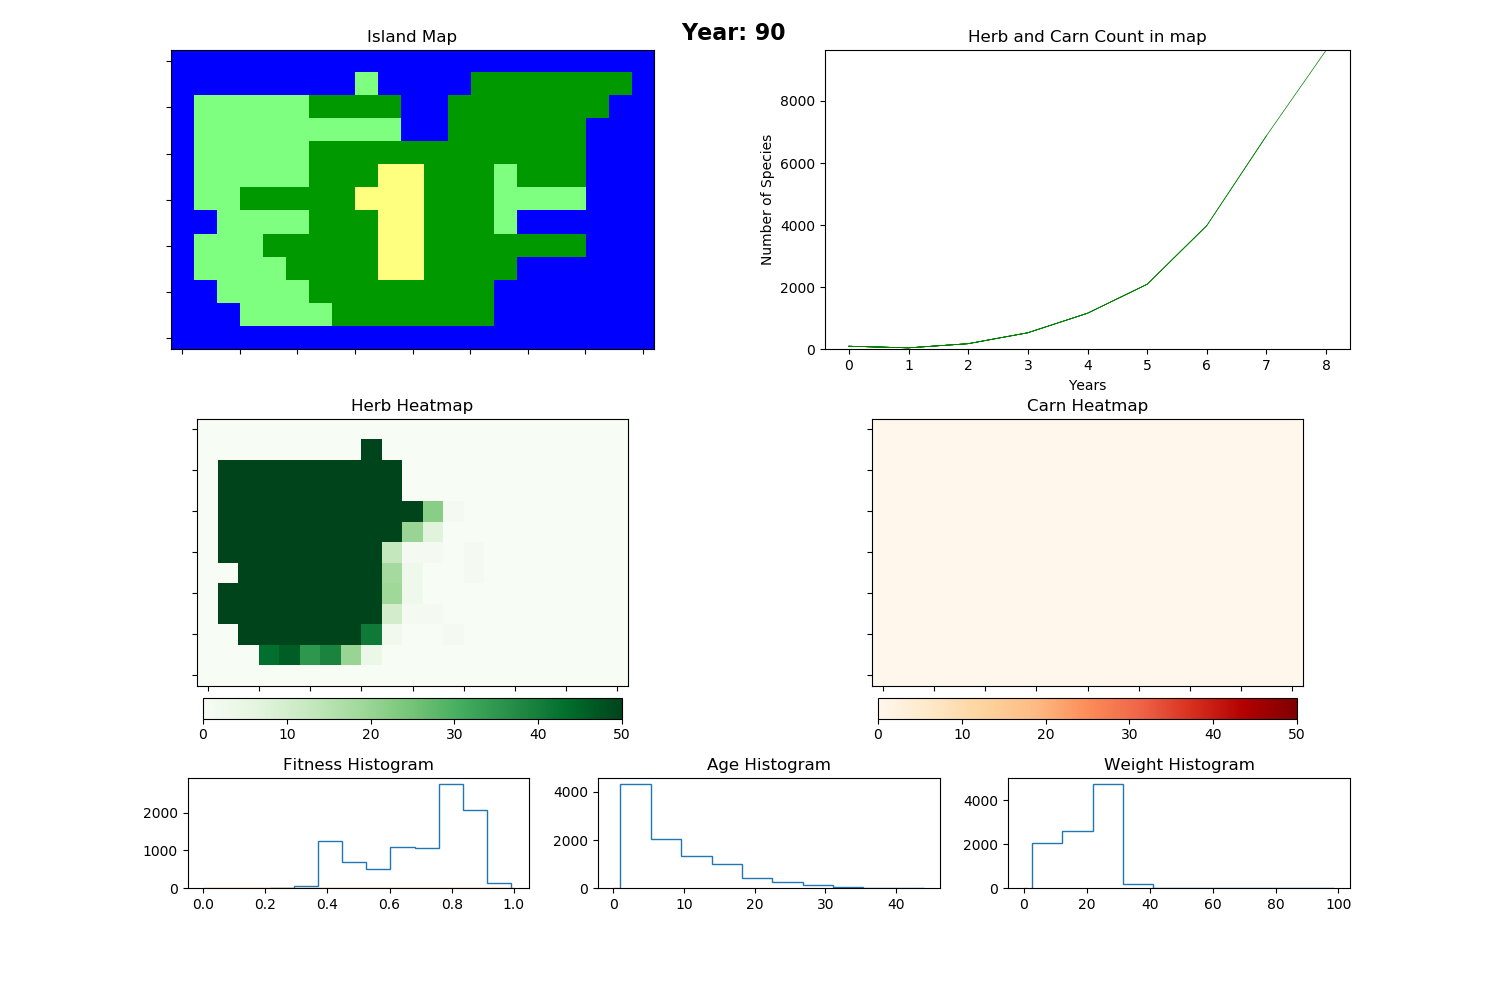 Year: 90
Island Map
Herb and Carn Count in map
Number of Species
8000
6000
4000
2000
0
0 1 2 3 4 5 6 7 8
Years
Herb Heatmap
Carn Heatmap
0 10 20 30 40 50
0 10 20 30 40 50
Fitness Histogram
2000
1000
0
0.0 0.2 0.4 0.6 0.8 1.0
Age Histogram
4000
2000
0
0 10 20 30 40
Weight Histogram
4000
2000
0
0 20 40 60 80 100